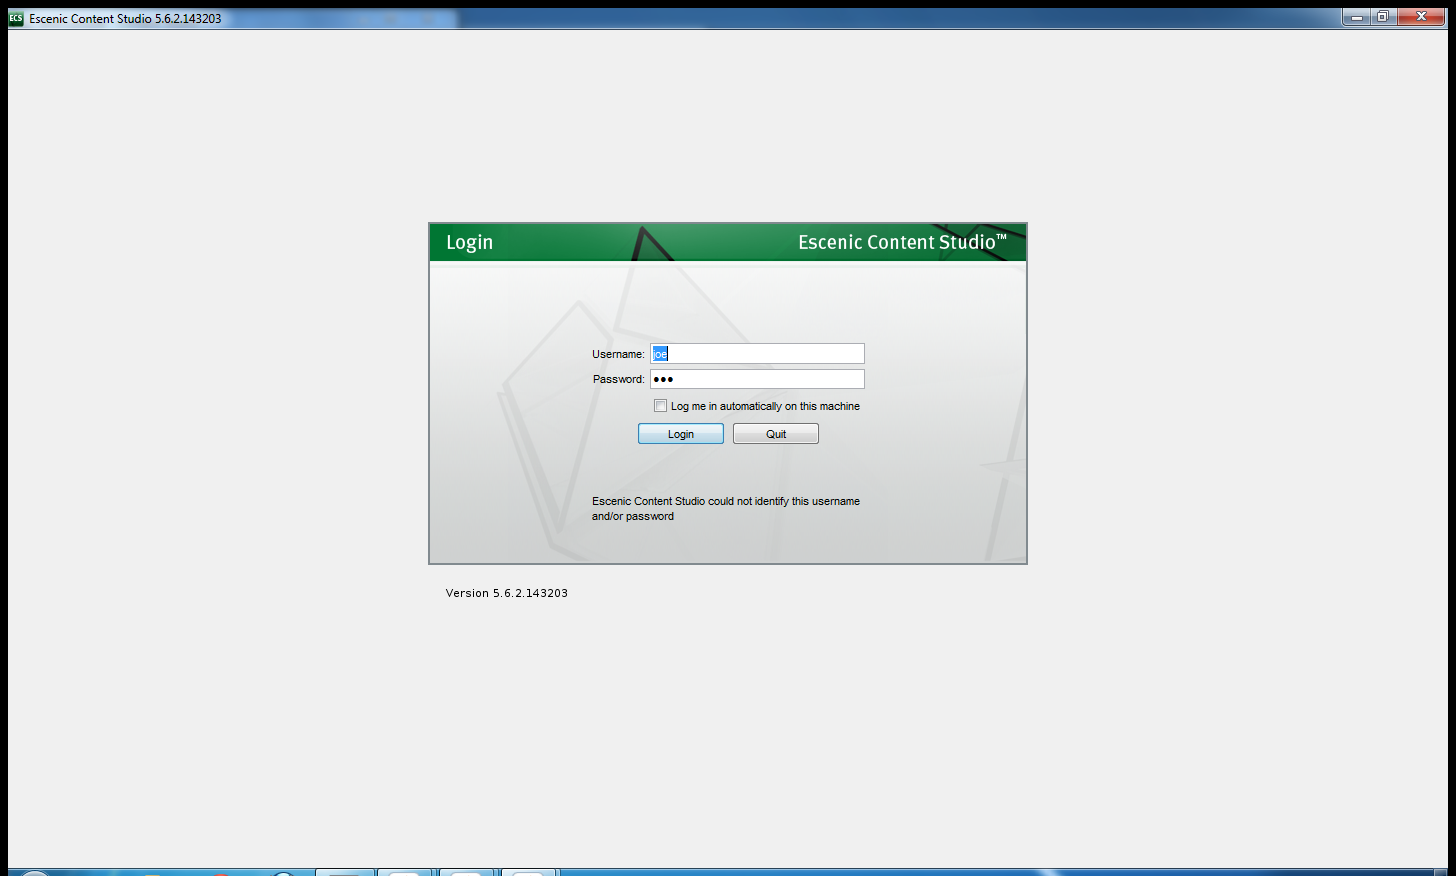 ECS Escenic Content Studio 5.6.2.143203
Login Escenic Content Studio™
Username: joe
Password: ●●●
Log me in automatically on this machine
Login Quit
Escenic Content Studio could not identify this username
and/or password
Version 5.6.2.143203